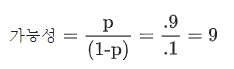 가능성 = p/(1-p) = .9/.1 = 9